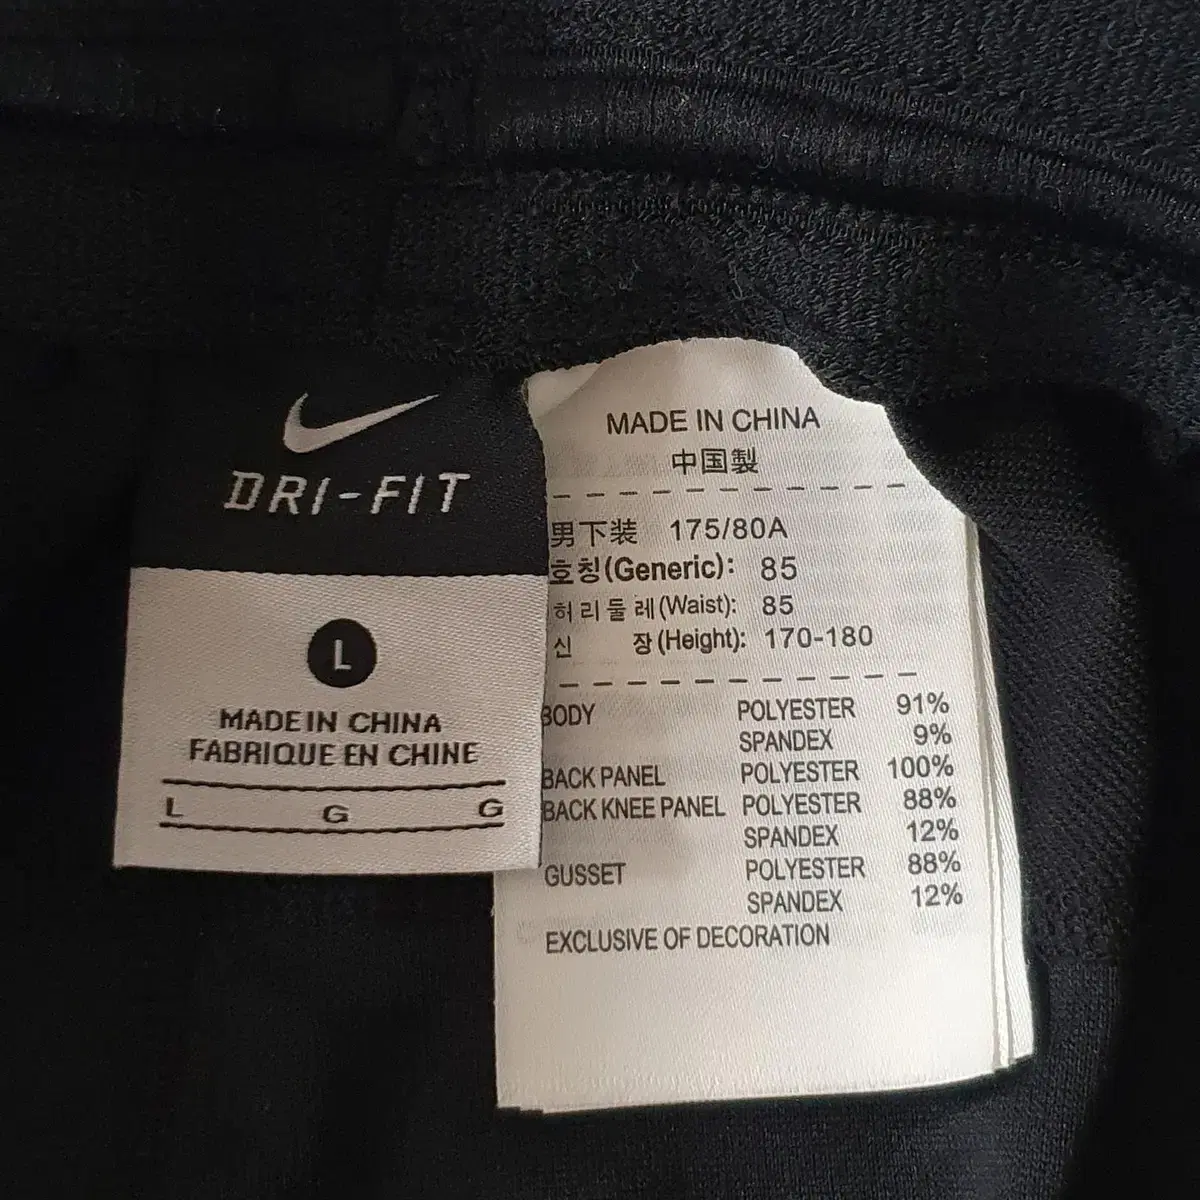 DRI-FIT
L
MADE IN CHINA
FABRIQUE EN CHINE
L G G
MADE IN CHINA
中国製
男下装 175/80A
호칭(Generic): 85
허리둘레(Waist): 85
신 장(Height): 170-180
BODY POLYESTER 91%
SPANDEX 9%
BACK PANEL POLYESTER 100%
BACK KNEE PANEL POLYESTER 88%
SPANDEX 12%
GUSSET POLYESTER 88%
SPANDEX 12%
EXCLUSIVE OF DECORATION